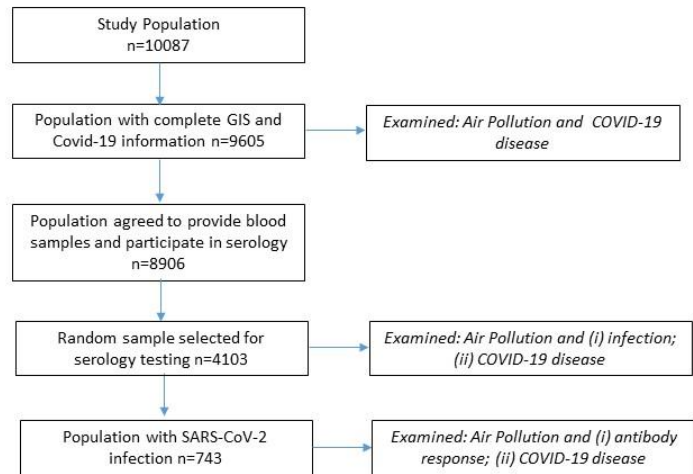 Study Population
n=10087
Population with complete GIS and
Covid-19 information n=9605
Examined: Air Pollution and COVID-19
disease
Population agreed to provide blood
samples and participate in serology
n=8906
Random sample selected for
serology testing n=4103
Examined: Air Pollution and (i) infection;
(ii) COVID-19 disease
Population with SARS-CoV-2
infection n=743
Examined: Air Pollution and (i) antibody
response; (ii) COVID-19 disease